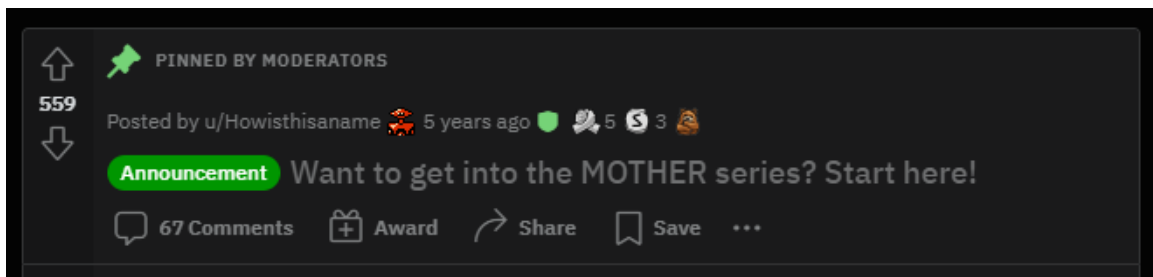 PINNED BY MODERATORS
559
Posted by u/Howisthisaname 5 years ago 5 S 3
Announcement Want to get into the MOTHER series? Start here!
67 Comments Award Share Save ...